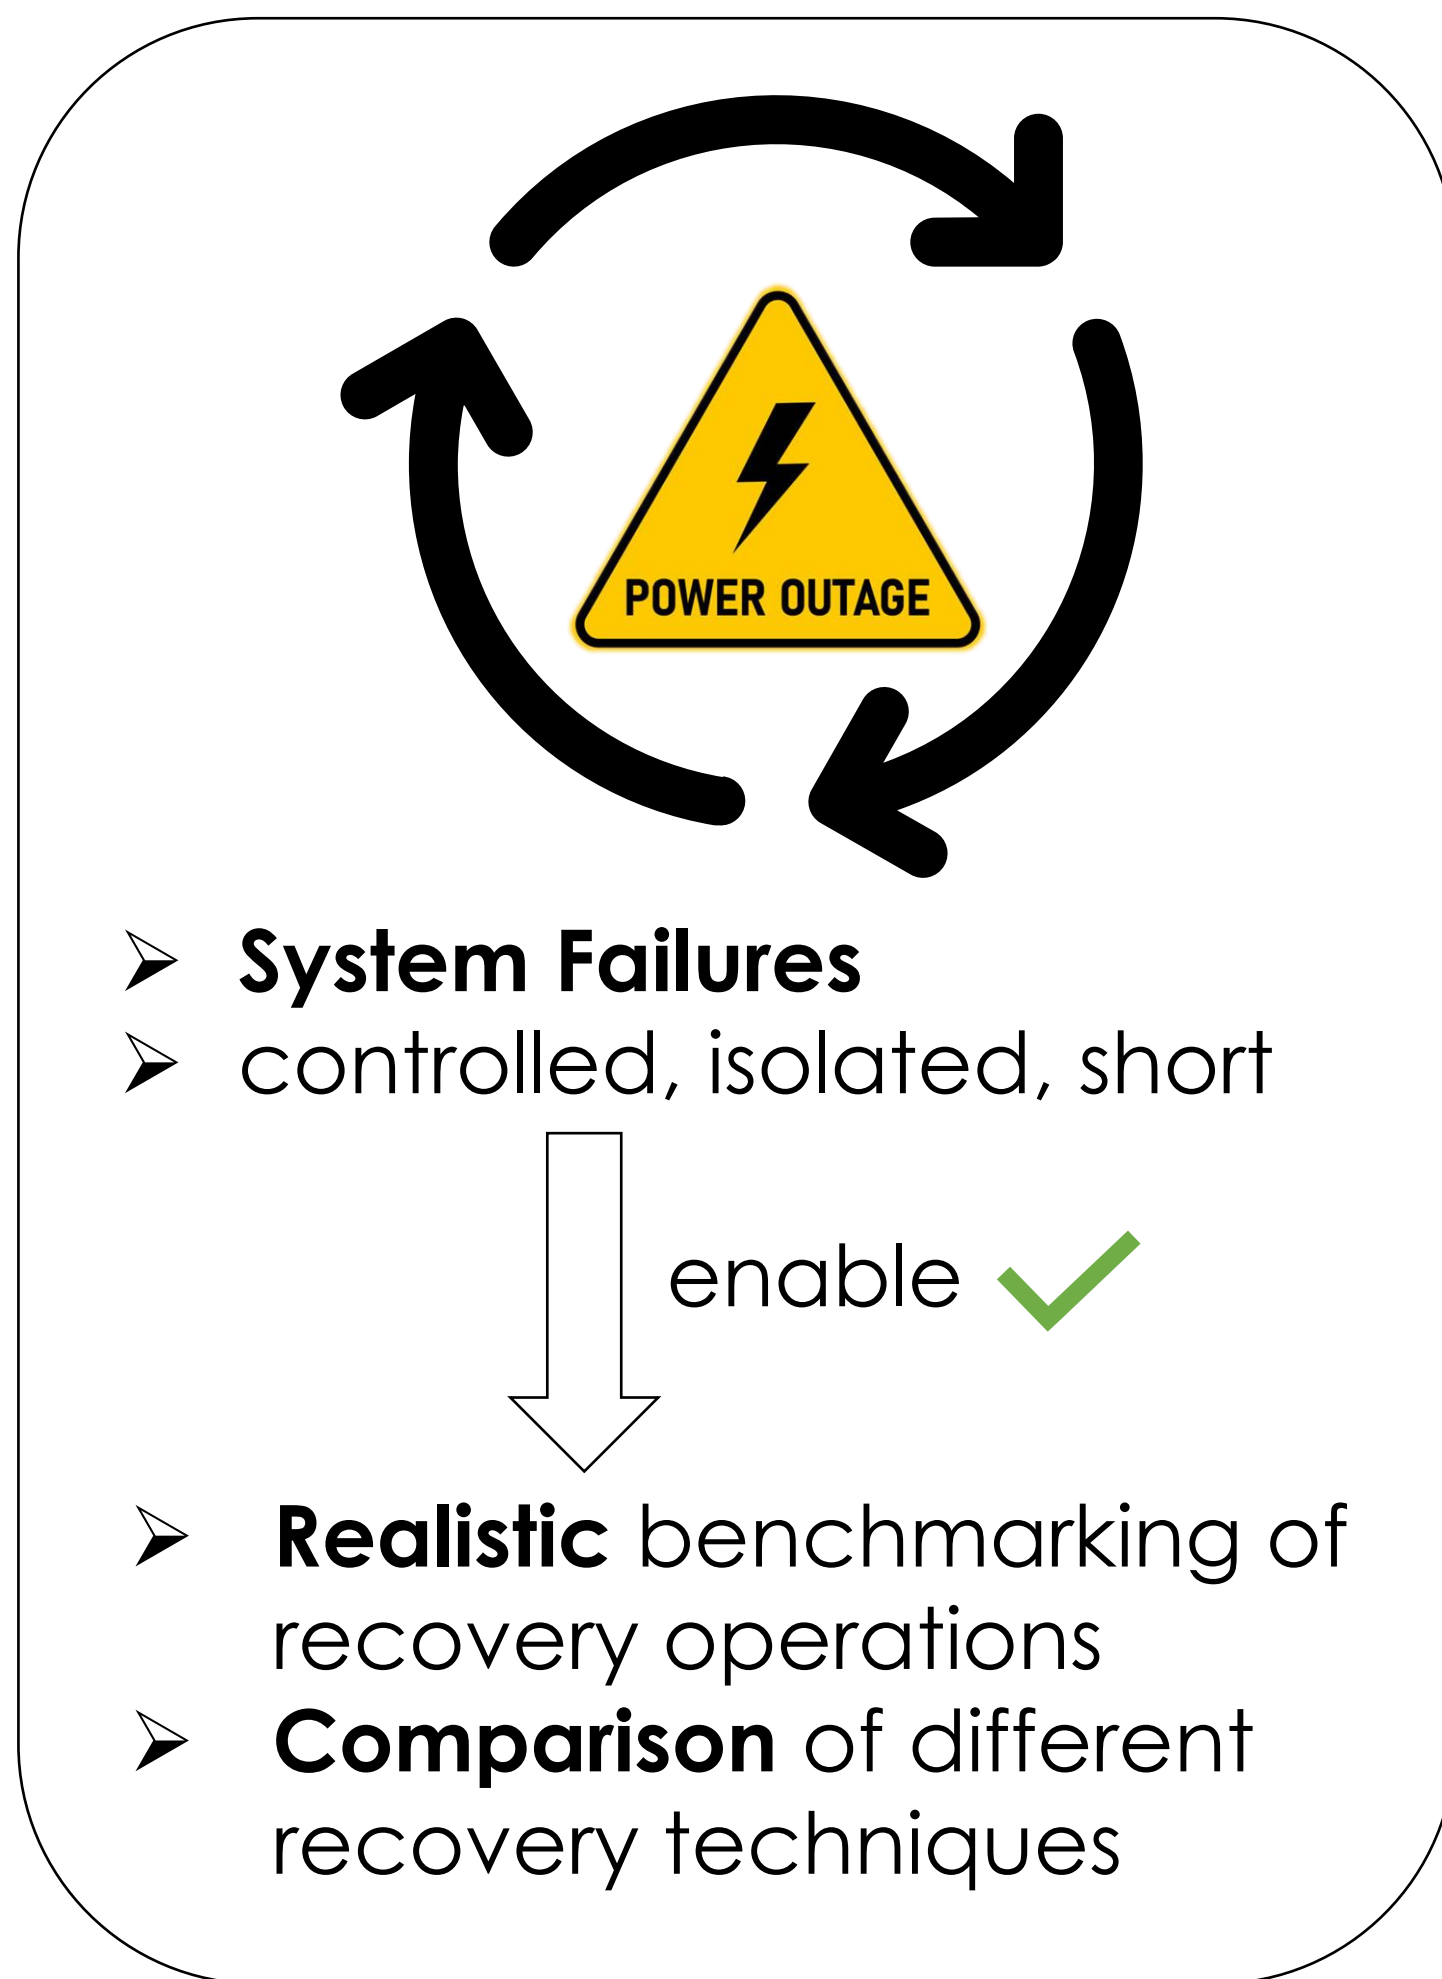 POWER OUTAGE
System Failures
controlled, isolated, short
enable
Realistic benchmarking of
recovery operations
Comparison of different
recovery techniques